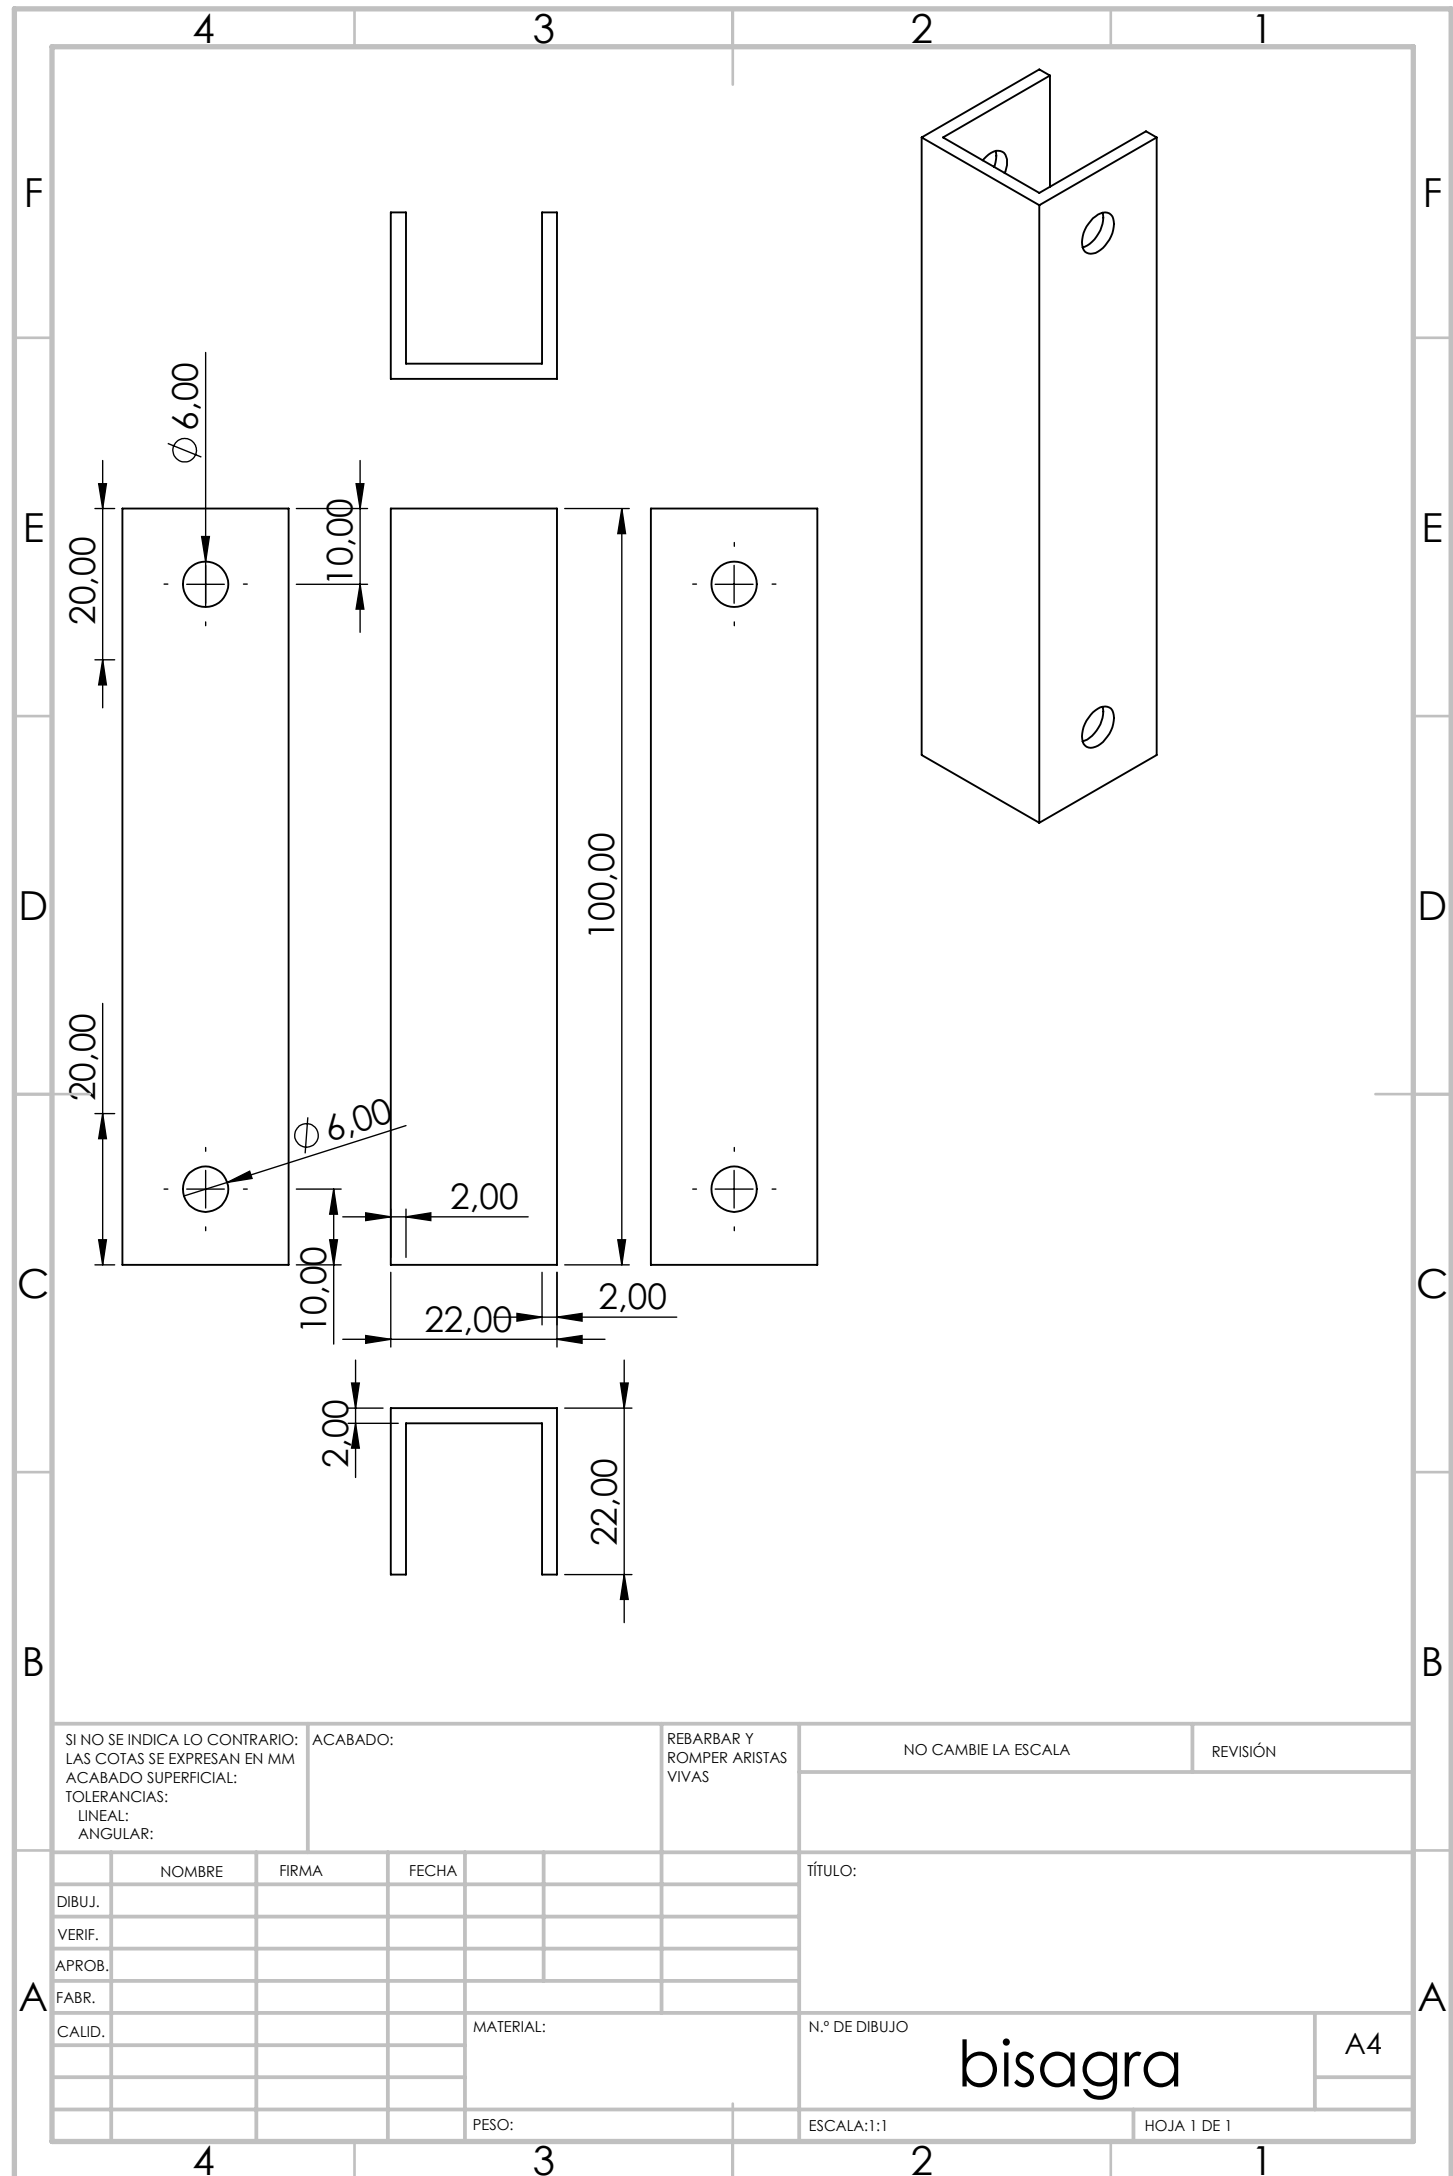 4 3 2 1
F F
∅ 6,00
10,00
E E
20,00
100,00
D D
20,00
∅ 6,00
2,00
10,00
C C
2,00
22,00
2,00
22,00
B B
SI NO SE INDICA LO CONTRARIO:
LAS COTAS SE EXPRESAN EN MM
ACABADO SUPERFICIAL:
TOLERANCIAS:
LINEAL:
ANGULAR:
ACABADO:
REBARBAR Y
ROMPER ARISTAS
VIVAS
NO CAMBIE LA ESCALA
REVISIÓN
NOMBRE FIRMA FECHA
TÍTULO:
DIBUJ.
VERIF.
APROB.
A A
FABR.
CALID.
MATERIAL:
N.º DE DIBUJO
bisagra
A4
PESO:
ESCALA:1:1
HOJA 1 DE 1
4 3 2 1